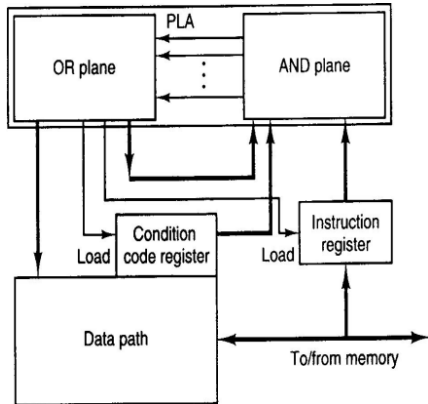 PLA
OR plane
AND plane
Condition
code register
Load
Instruction
register
Load
Data path
To/from memory